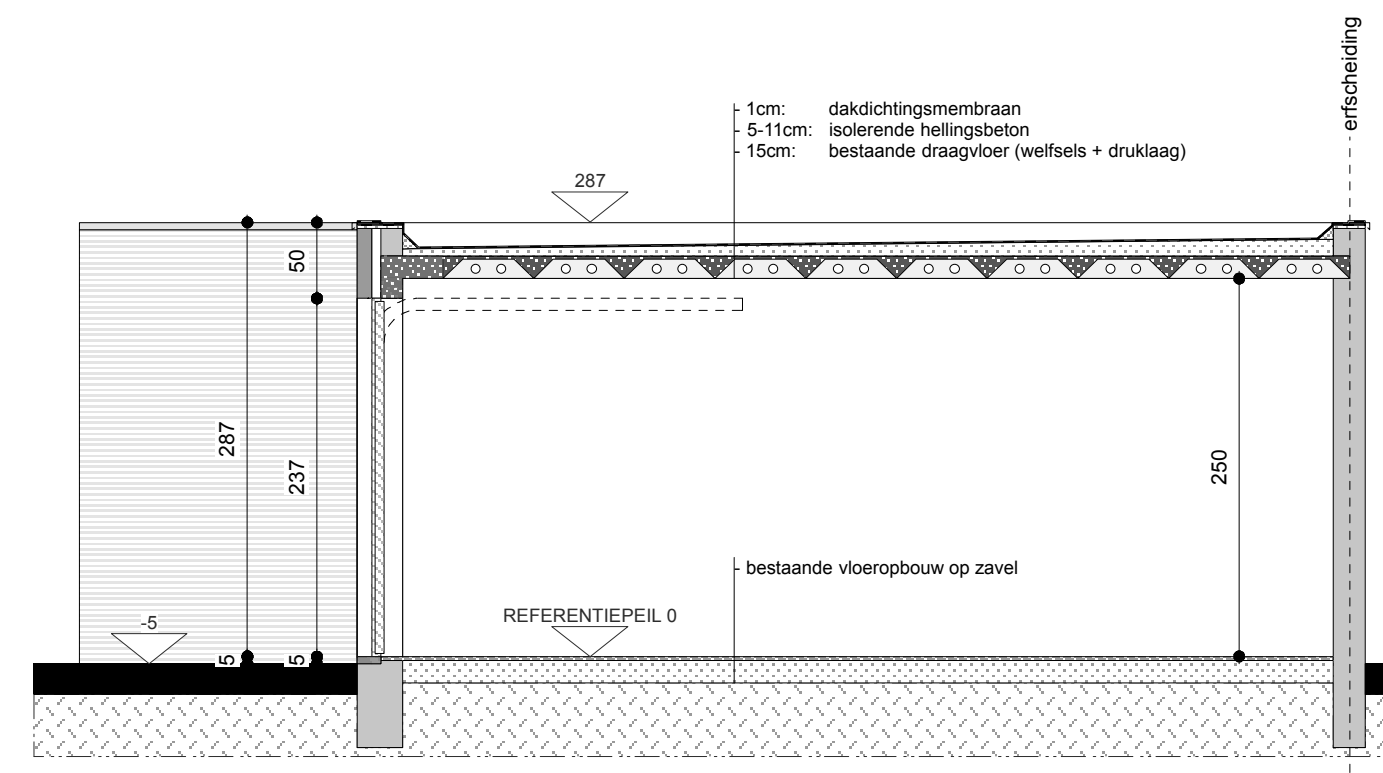 erfscheiding
- 1cm: dakdichtingsmembraan
- 5-11cm: isolerende hellingsbeton
- 15cm: bestaande draagvloer (welfsels + druklaag)
287
50
287
237
250
- bestaande vloeropbouw op zavel
REFERENTIEPEIL 0
-5
5
5